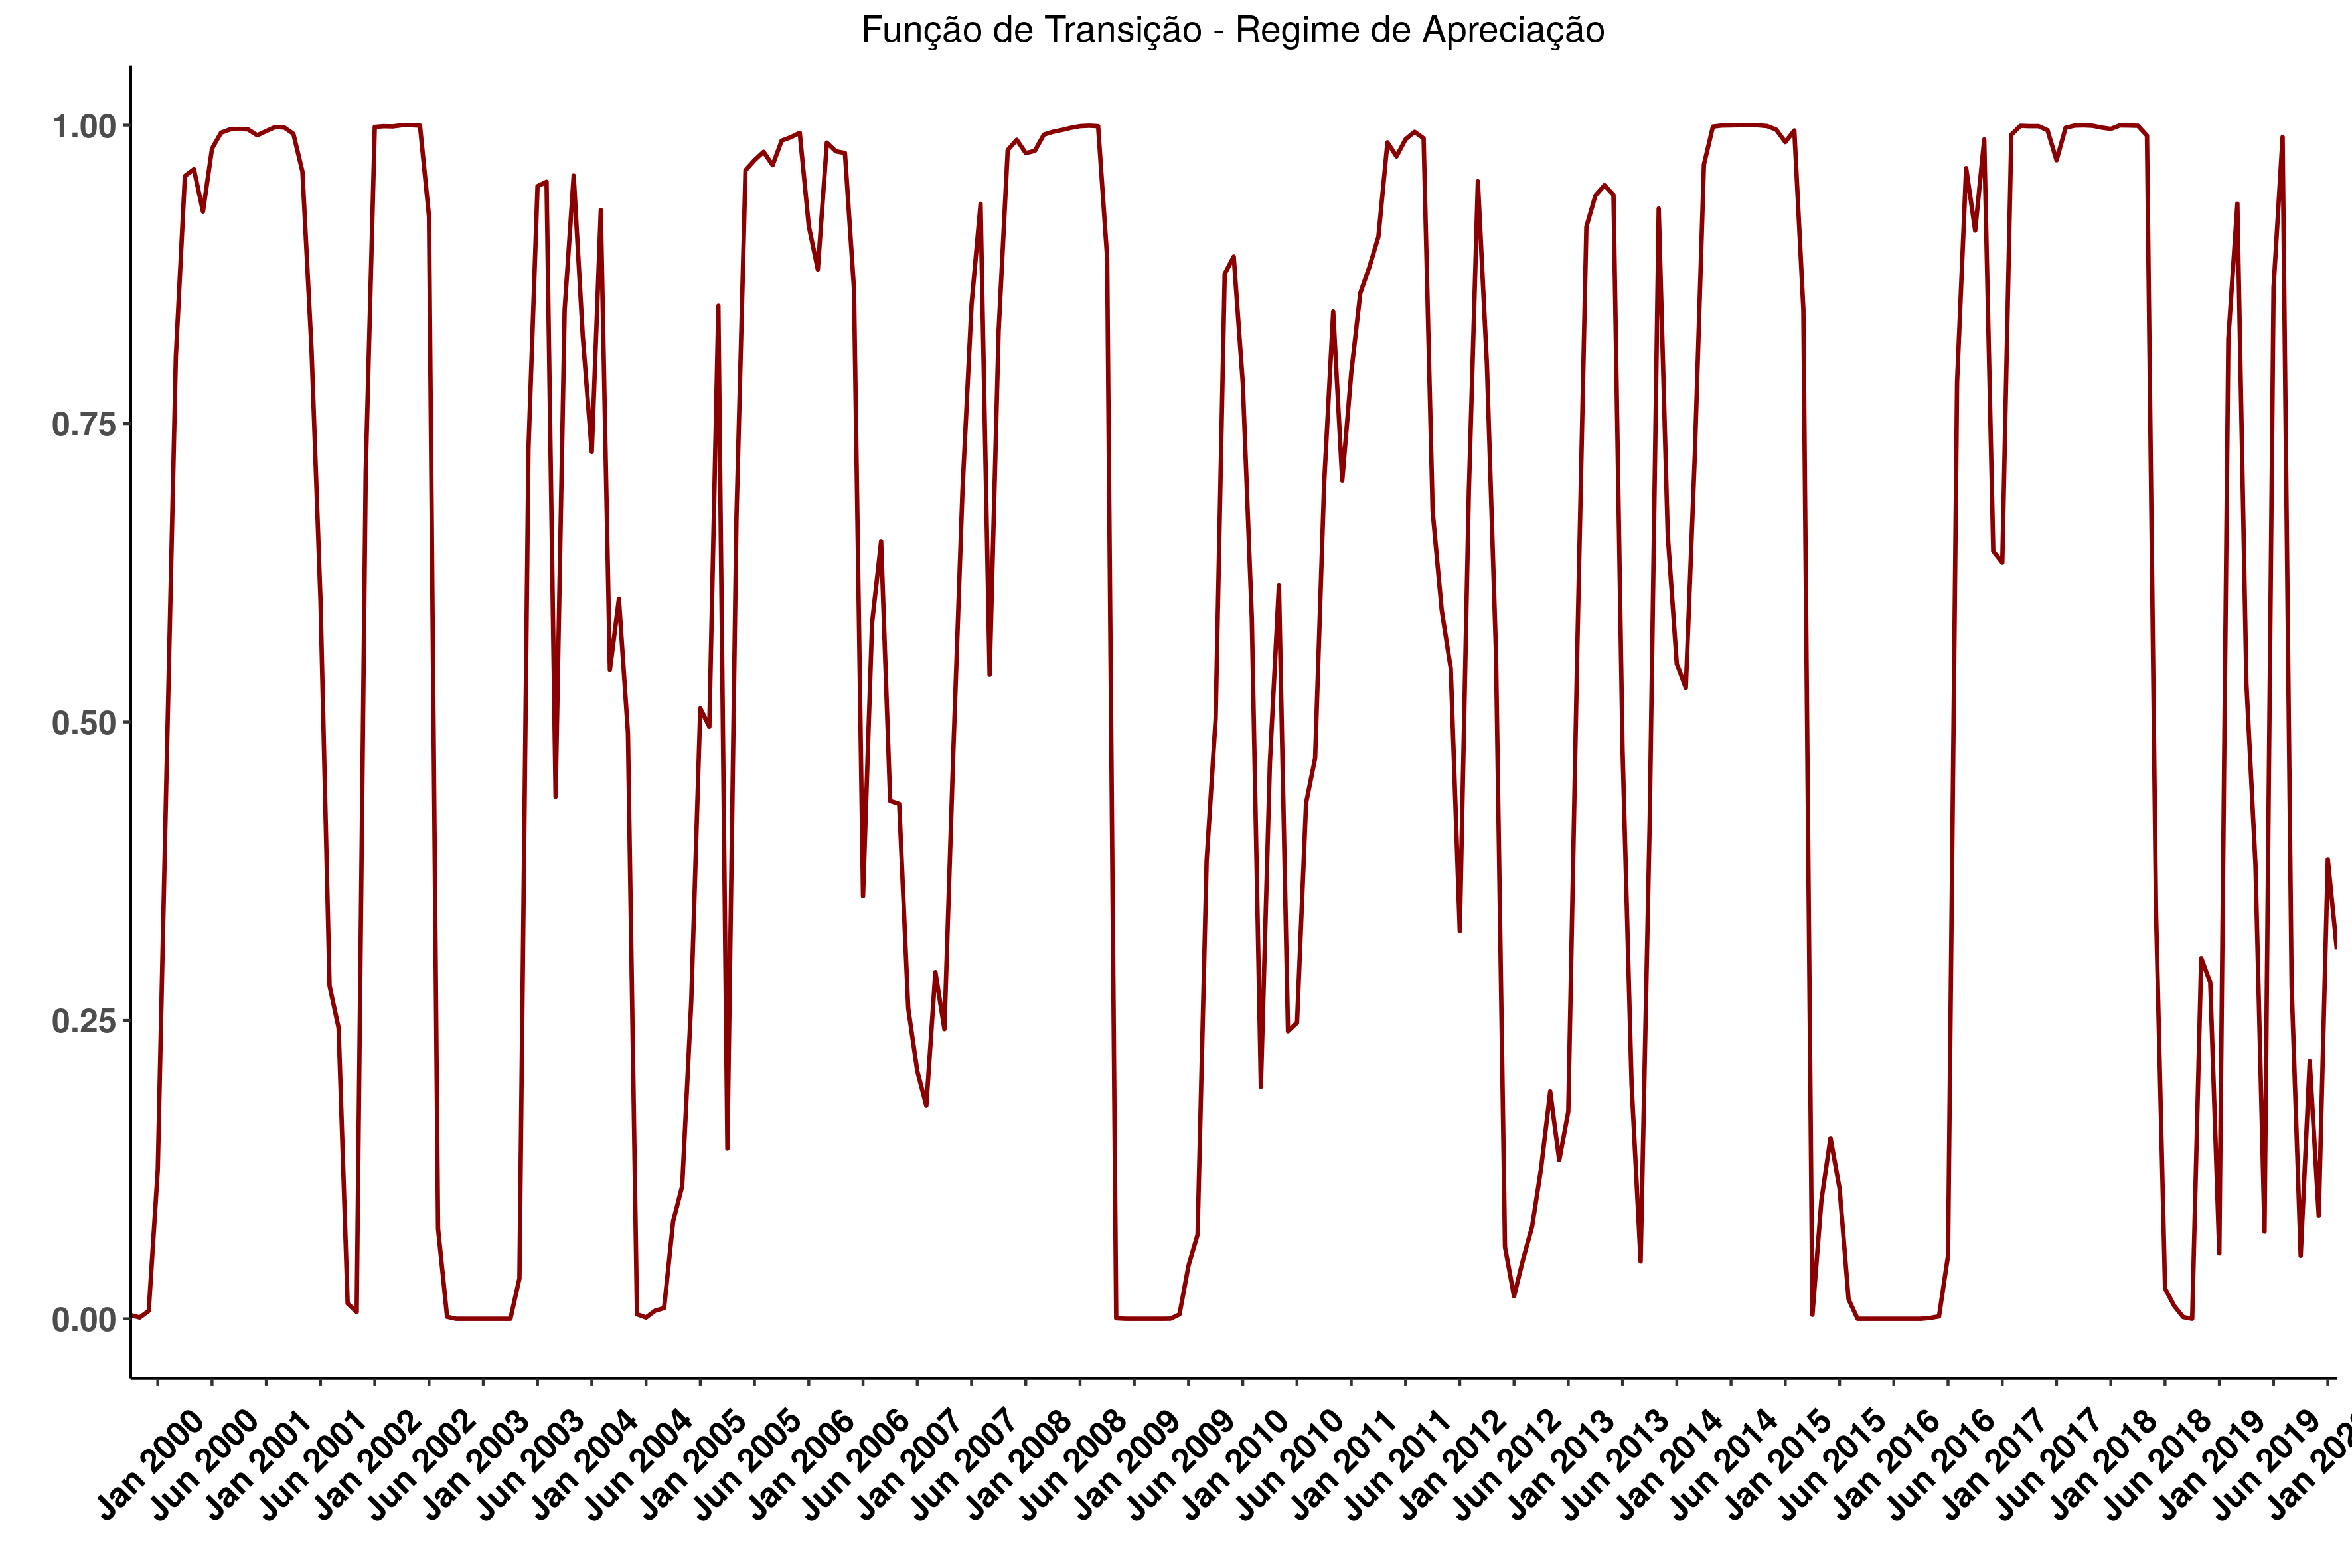 Função de Transição - Regime de Apreciação
1.00
0.75
0.50
0.25
0.00
Jan 2000
Jun 2000
Jan 2001
Jun 2001
Jan 2002
Jun 2002
Jan 2003
Jun 2003
Jan 2004
Jun 2004
Jan 2005
Jun 2005
Jan 2006
Jun 2006
Jan 2007
Jun 2007
Jan 2008
Jun 2008
Jan 2009
Jun 2009
Jan 2010
Jun 2010
Jan 2011
Jun 2011
Jan 2012
Jun 2012
Jan 2013
Jun 2013
Jan 2014
Jun 2014
Jan 2015
Jun 2015
Jan 2016
Jun 2016
Jan 2017
Jun 2017
Jan 2018
Jun 2018
Jan 2019
Jun 2019
Jan